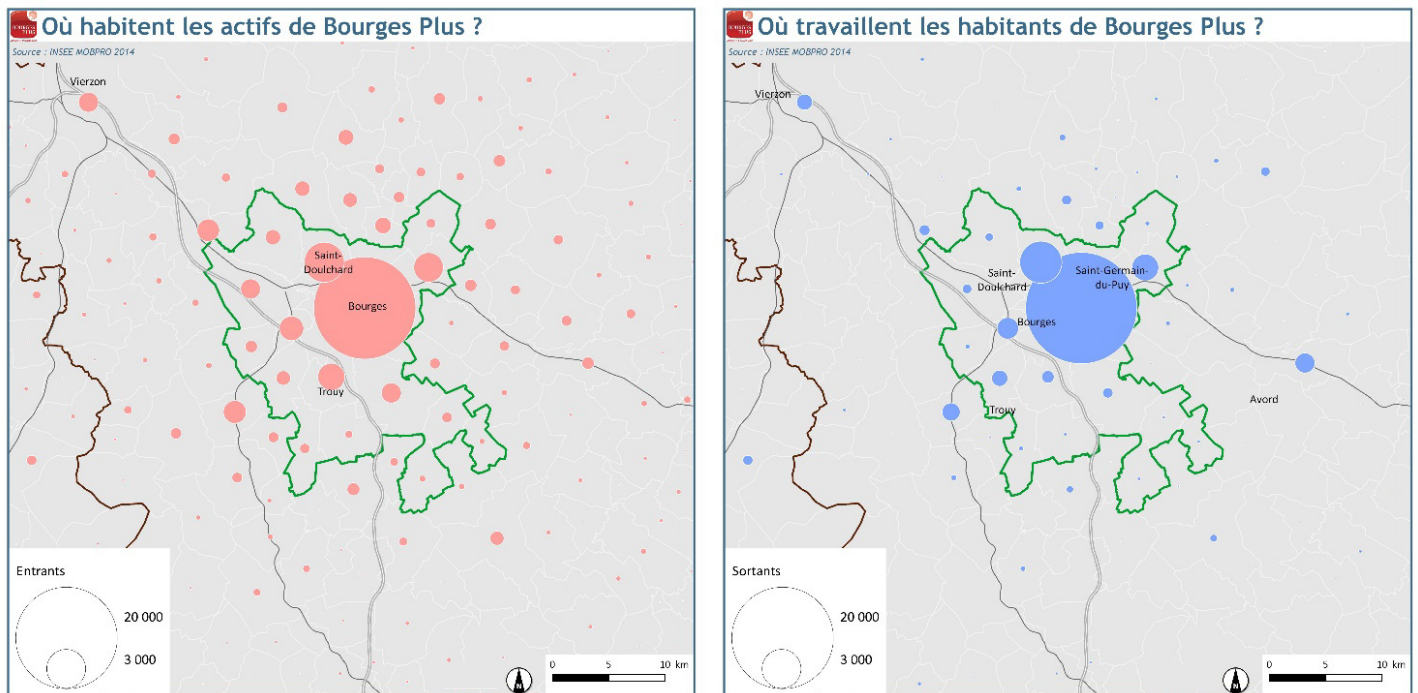 Où habitent les actifs de Bourges Plus ?
Source : INSEE MOBPRO 2014
Vierzon
Saint-
Doulchard
Bourges
Trouy
Entrants
20 000
3 000
N
0 5 10 km
Où travaillent les habitants de Bourges Plus ?
Source : INSEE MOBPRO 2014
Vierzon
Saint-
Doulchard
Saint-Germain-
du-Puy
Bourges
Trouy
Avord
Sortants
20 000
3 000
N
0 5 10 km